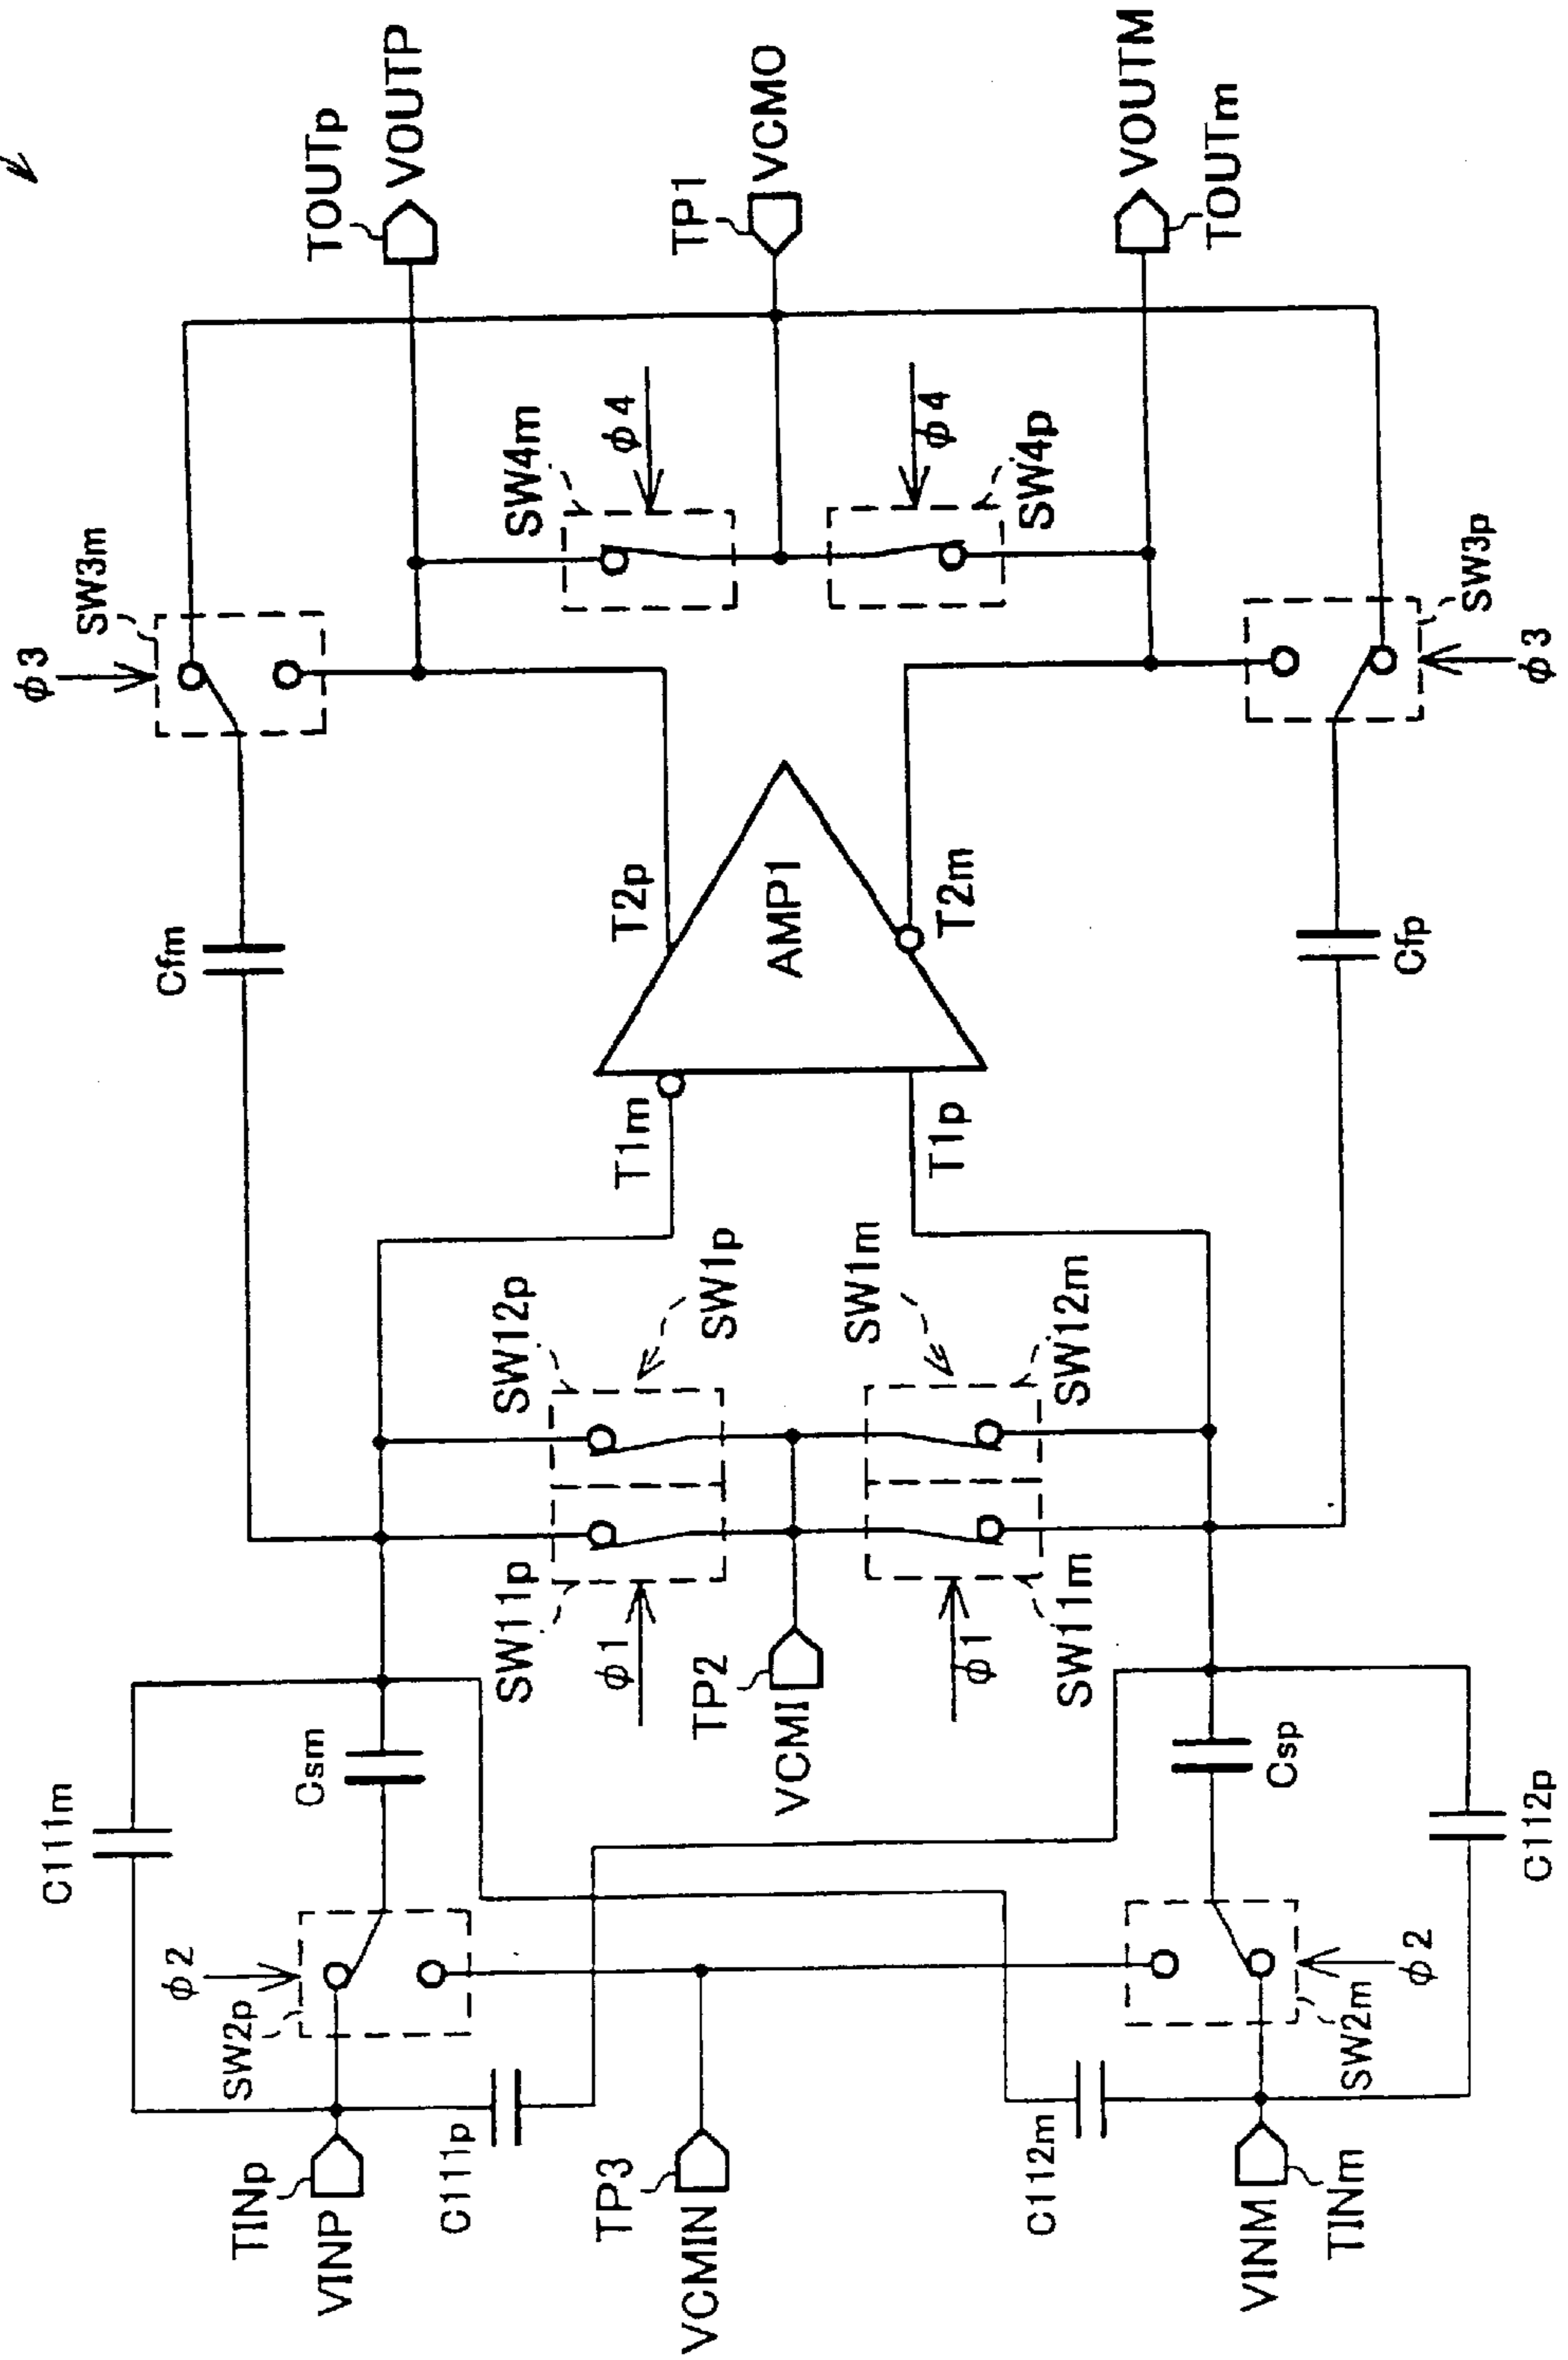 TINp
VINP
SW2p
φ2
C111m
C111p
Csm
TP3
VCMIN
C112m
VINM
TINm
SW2m
φ2
Csp
C112p
SW11p
φ1
TP2
VCMI
φ1
SW11m
SW12p
SW1p
SW1m
SW12m
T1m
T1p
AMP1
T2p
T2m
Cfm
Cfp
φ3
SW3m
SW4m
φ4
φ4
SW4p
SW3p
φ3
TOUTp
VOUTP
TP1
VCMO
VOUTM
TOUTm